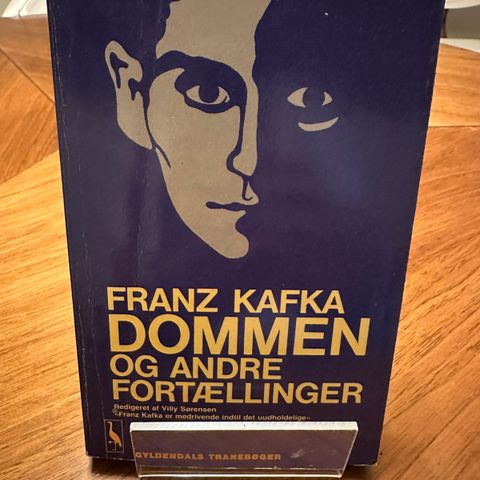 FRANZ KAFKA
DOMMEN
OG ANDRE
FORTÆLLINGER
Redigeret af Villy Sørensen
»Franz Kafka er medrivende indtil det uudholdelige«
GYLDENDALS TRANEBØGER